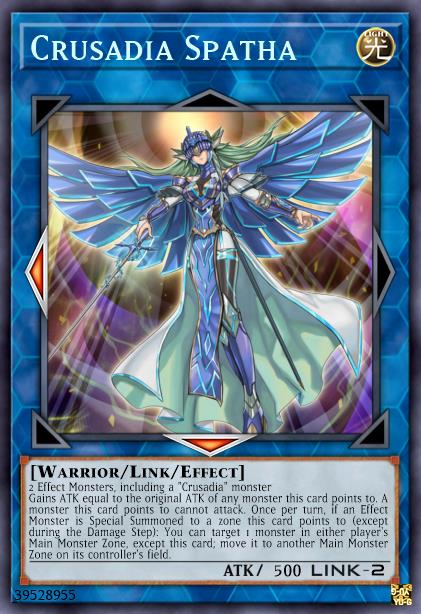 CRUSADIA SPATHA
LIGHT
光
[WARRIOR/LINK/EFFECT]
2 Effect Monsters, including a "Crusadia" monster
Gains ATK equal to the original ATK of any monster this card points to. A
monster this card points to cannot attack. Once per turn, if an Effect
Monster is Special Summoned to a zone this card points to (except
during the Damage Step): You can target 1 monster in either player's
Main Monster Zone, except this card; move it to another Main Monster
Zone on its controller's field.
ATK/ 500 LINK-2
39528955